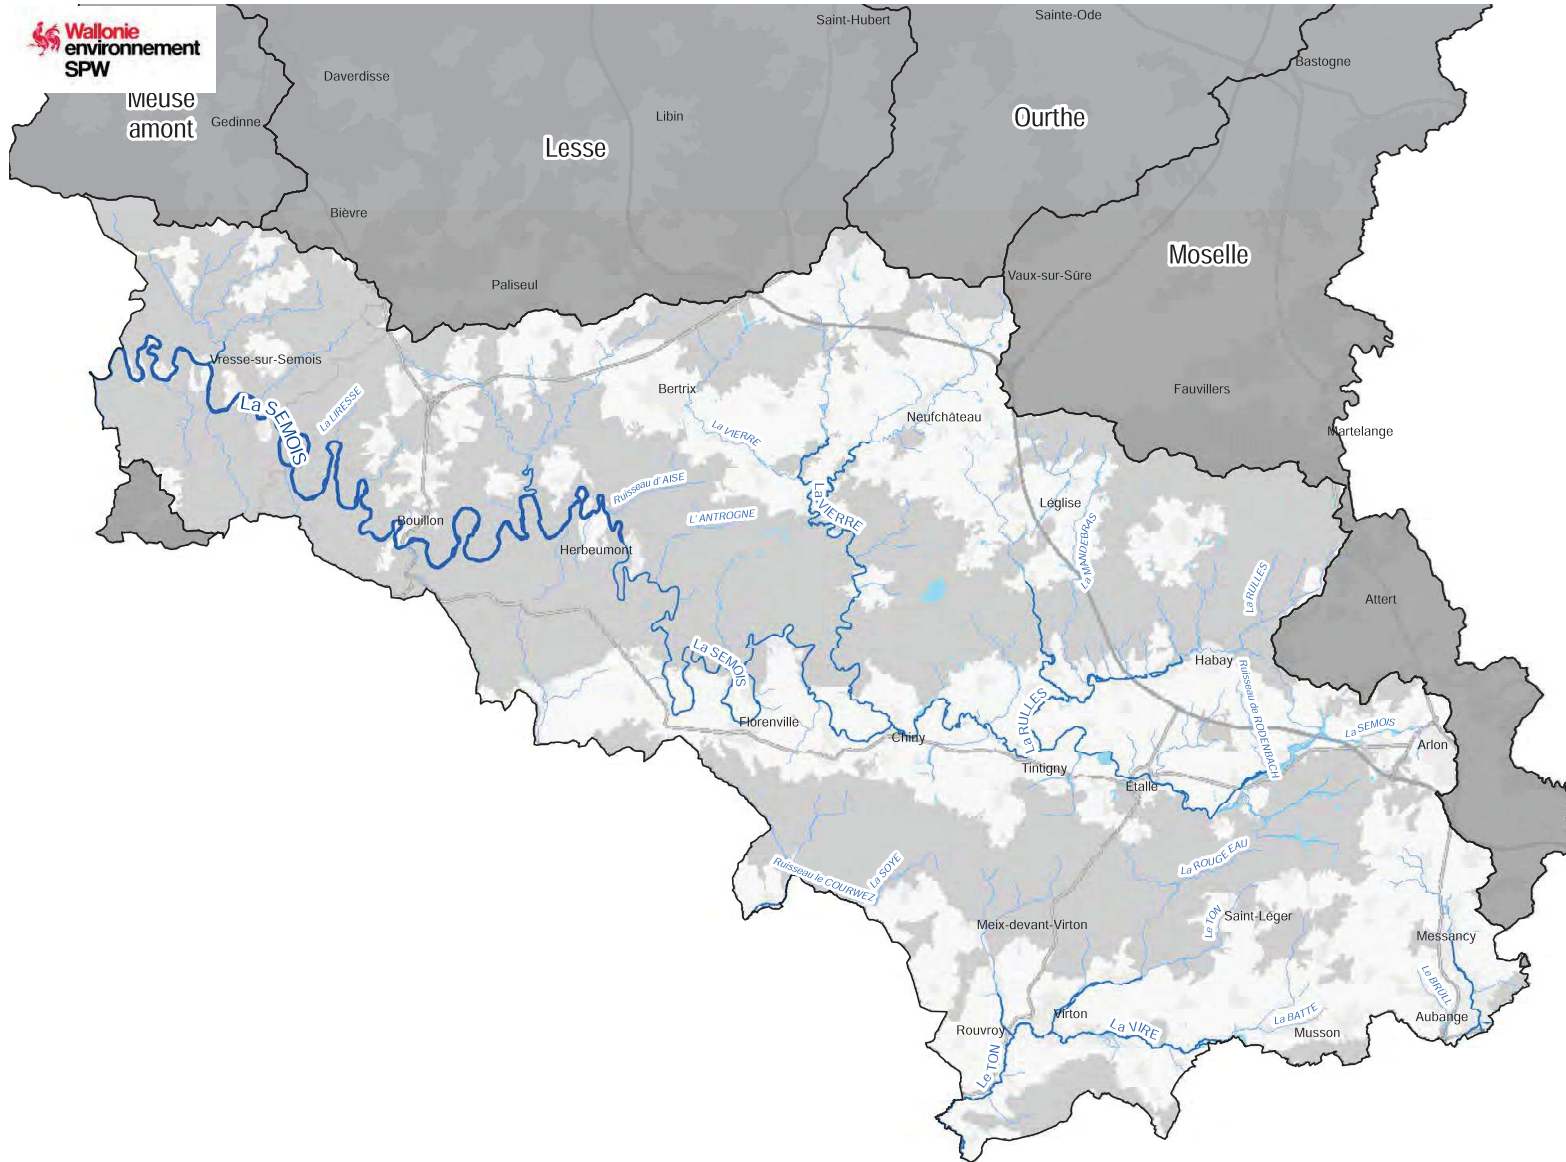 Wallonie
environnement
SPW
Meuse
amont
Gedinne
Daverdisse
Saint-Hubert
Sainte-Ode
Bastogne
Libin
Lesse
Ourthe
Bièvre
Paliseul
Vaux-sur-Sûre
Moselle
Vresse-sur-Semois
La SEMOIS
La LIRESSE
Bertrix
La VIERRE
Neufchâteau
Fauvillers
Martelange
Bouillon
Ruisseau d' AISE
Herbeumont
L' ANTROGNE
La VIERRE
Léglise
La MANDEBRAS
La RULLES
Attert
La SEMOIS
Florenville
Chiny
La RULLES
Habay
Ruisseau de RODENBACH
La SEMOIS
Arlon
Tintigny
Étalle
Ruisseau le COURWEZ
La SOYE
La ROUGE EAU
Meix-devant-Virton
Le TON
Saint-Léger
Messancy
Le BRÜLL
Rouvroy
Virton
La VIRE
La BATTE
Musson
Aubange
Le TON